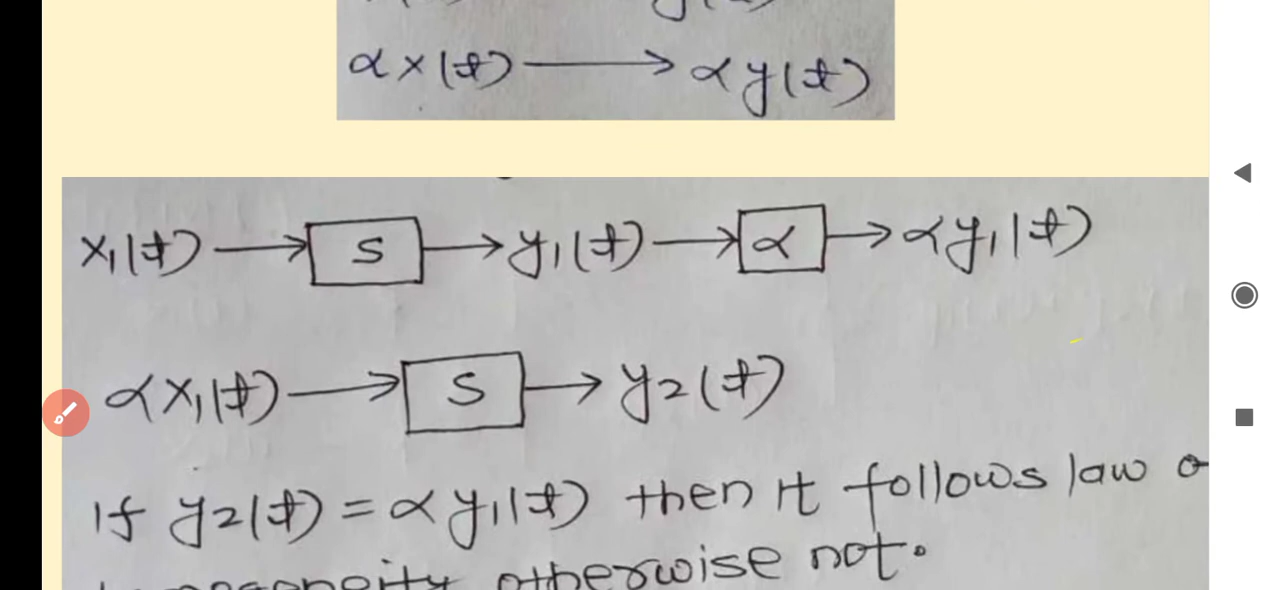 αx(t) ⟶ αy(t)
x₁(t) → S → y₁(t) → α → αy₁(t)
αx₁(t) → S → y₂(t)
If y₂(t) = αy₁(t) then it follows law
otherwise not.